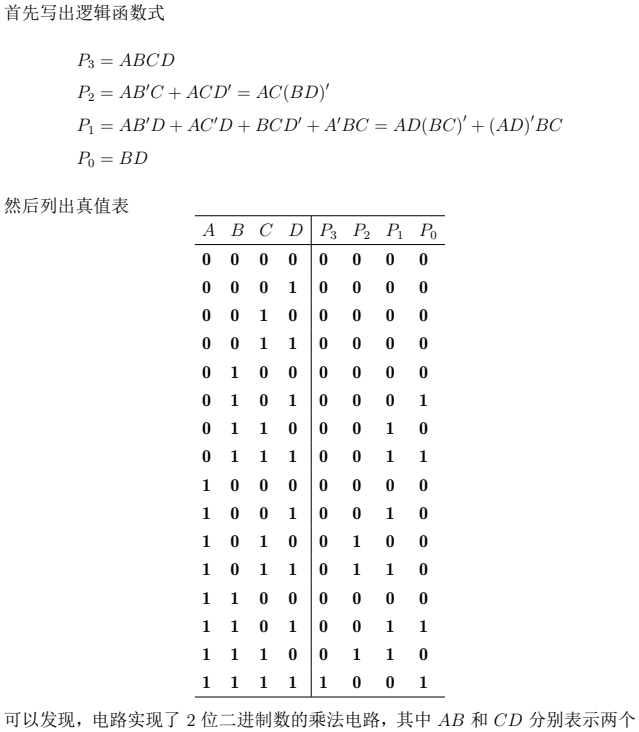 首先写出逻辑函数式
P₃ = ABCD
P₂ = AB′C + ACD′ = AC(BD)′
P₁ = AB′D + AC′D + BCD′ + A′BC = AD(BC)′ + (AD)′BC
P₀ = BD
然后列出真值表
A B C D P₃ P₂ P₁ P₀
0 0 0 0 0 0 0 0
0 0 0 1 0 0 0 0
0 0 1 0 0 0 0 0
0 0 1 1 0 0 0 0
0 1 0 0 0 0 0 0
0 1 0 1 0 0 0 1
0 1 1 0 0 0 1 0
0 1 1 1 0 0 1 1
1 0 0 0 0 0 0 0
1 0 0 1 0 0 1 0
1 0 1 0 0 1 0 0
1 0 1 1 0 1 1 0
1 1 0 0 0 0 0 0
1 1 0 1 0 0 1 1
1 1 1 0 0 1 1 0
1 1 1 1 1 0 0 1
可以发现，电路实现了 2 位二进制数的乘法电路，其中 AB 和 CD 分别表示两个